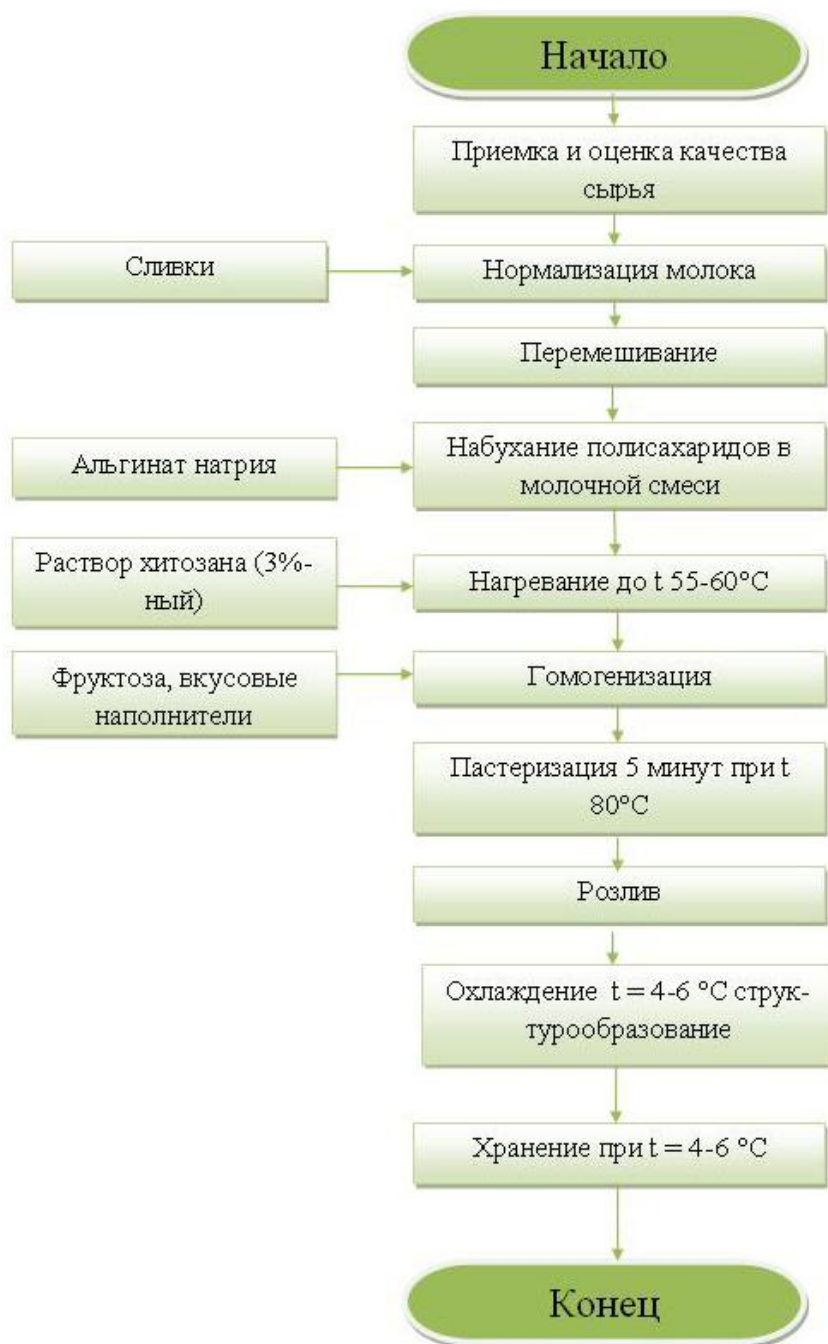 Начало
Приемка и оценка качества
сырья
Сливки
Нормализация молока
Перемешивание
Альгинат натрия
Набухание полисахаридов в
молочной смеси
Раствор хитозана (3%-
ный)
Нагревание до t 55-60°C
Фруктоза, вкусовые
наполнители
Гомогенизация
Пастеризация 5 минут при t
80°C
Розлив
Охлаждение t = 4-6 °C струк-
турообразование
Хранение при t = 4-6 °C
Конец